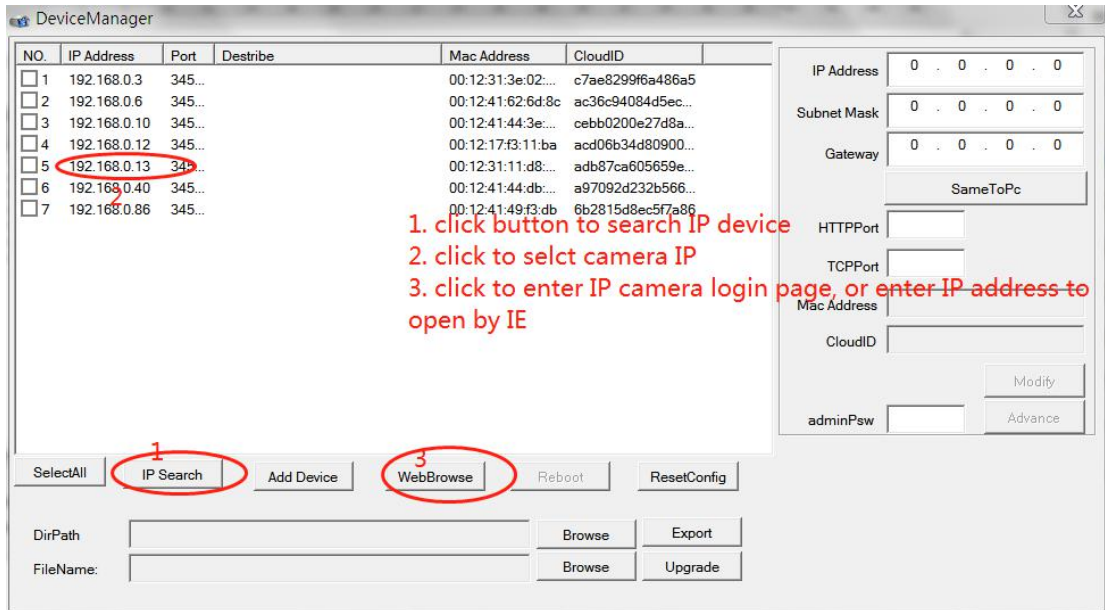 DeviceManager
NO. IP Address Port Destribe Mac Address CloudID
1 192.168.0.3 345... 00:12:31:3e:02:... c7ae8299f6a486a5
2 192.168.0.6 345... 00:12:41:62:6d:8c ac36c94084d5ec...
3 192.168.0.10 345... 00:12:41:44:3e:... cebb0200e27d8a...
4 192.168.0.12 345... 00:12:17:f3:11:ba acd06b34d80900...
5 192.168.0.13 345... 00:12:31:11:d8:... adb87ca605659e...
6 192.168.0.40 345... 00:12:41:44:db:... a97092d232b566...
2
7 192.168.0.86 345... 00:12:41:49:f3:db 6b2815d8ec5f7a86
1. click button to search IP device
2. click to selct camera IP
3. click to enter IP camera login page, or enter IP address to
open by IE
IP Address 0 . 0 . 0 . 0
Subnet Mask 0 . 0 . 0 . 0
Gateway 0 . 0 . 0 . 0
SameToPc
HTTPPort
TCPPort
Mac Address
CloudID
Modify
adminPsw Advance
1 3
SelectAll IP Search Add Device WebBrowse Reboot ResetConfig
DirPath Browse Export
FileName: Browse Upgrade